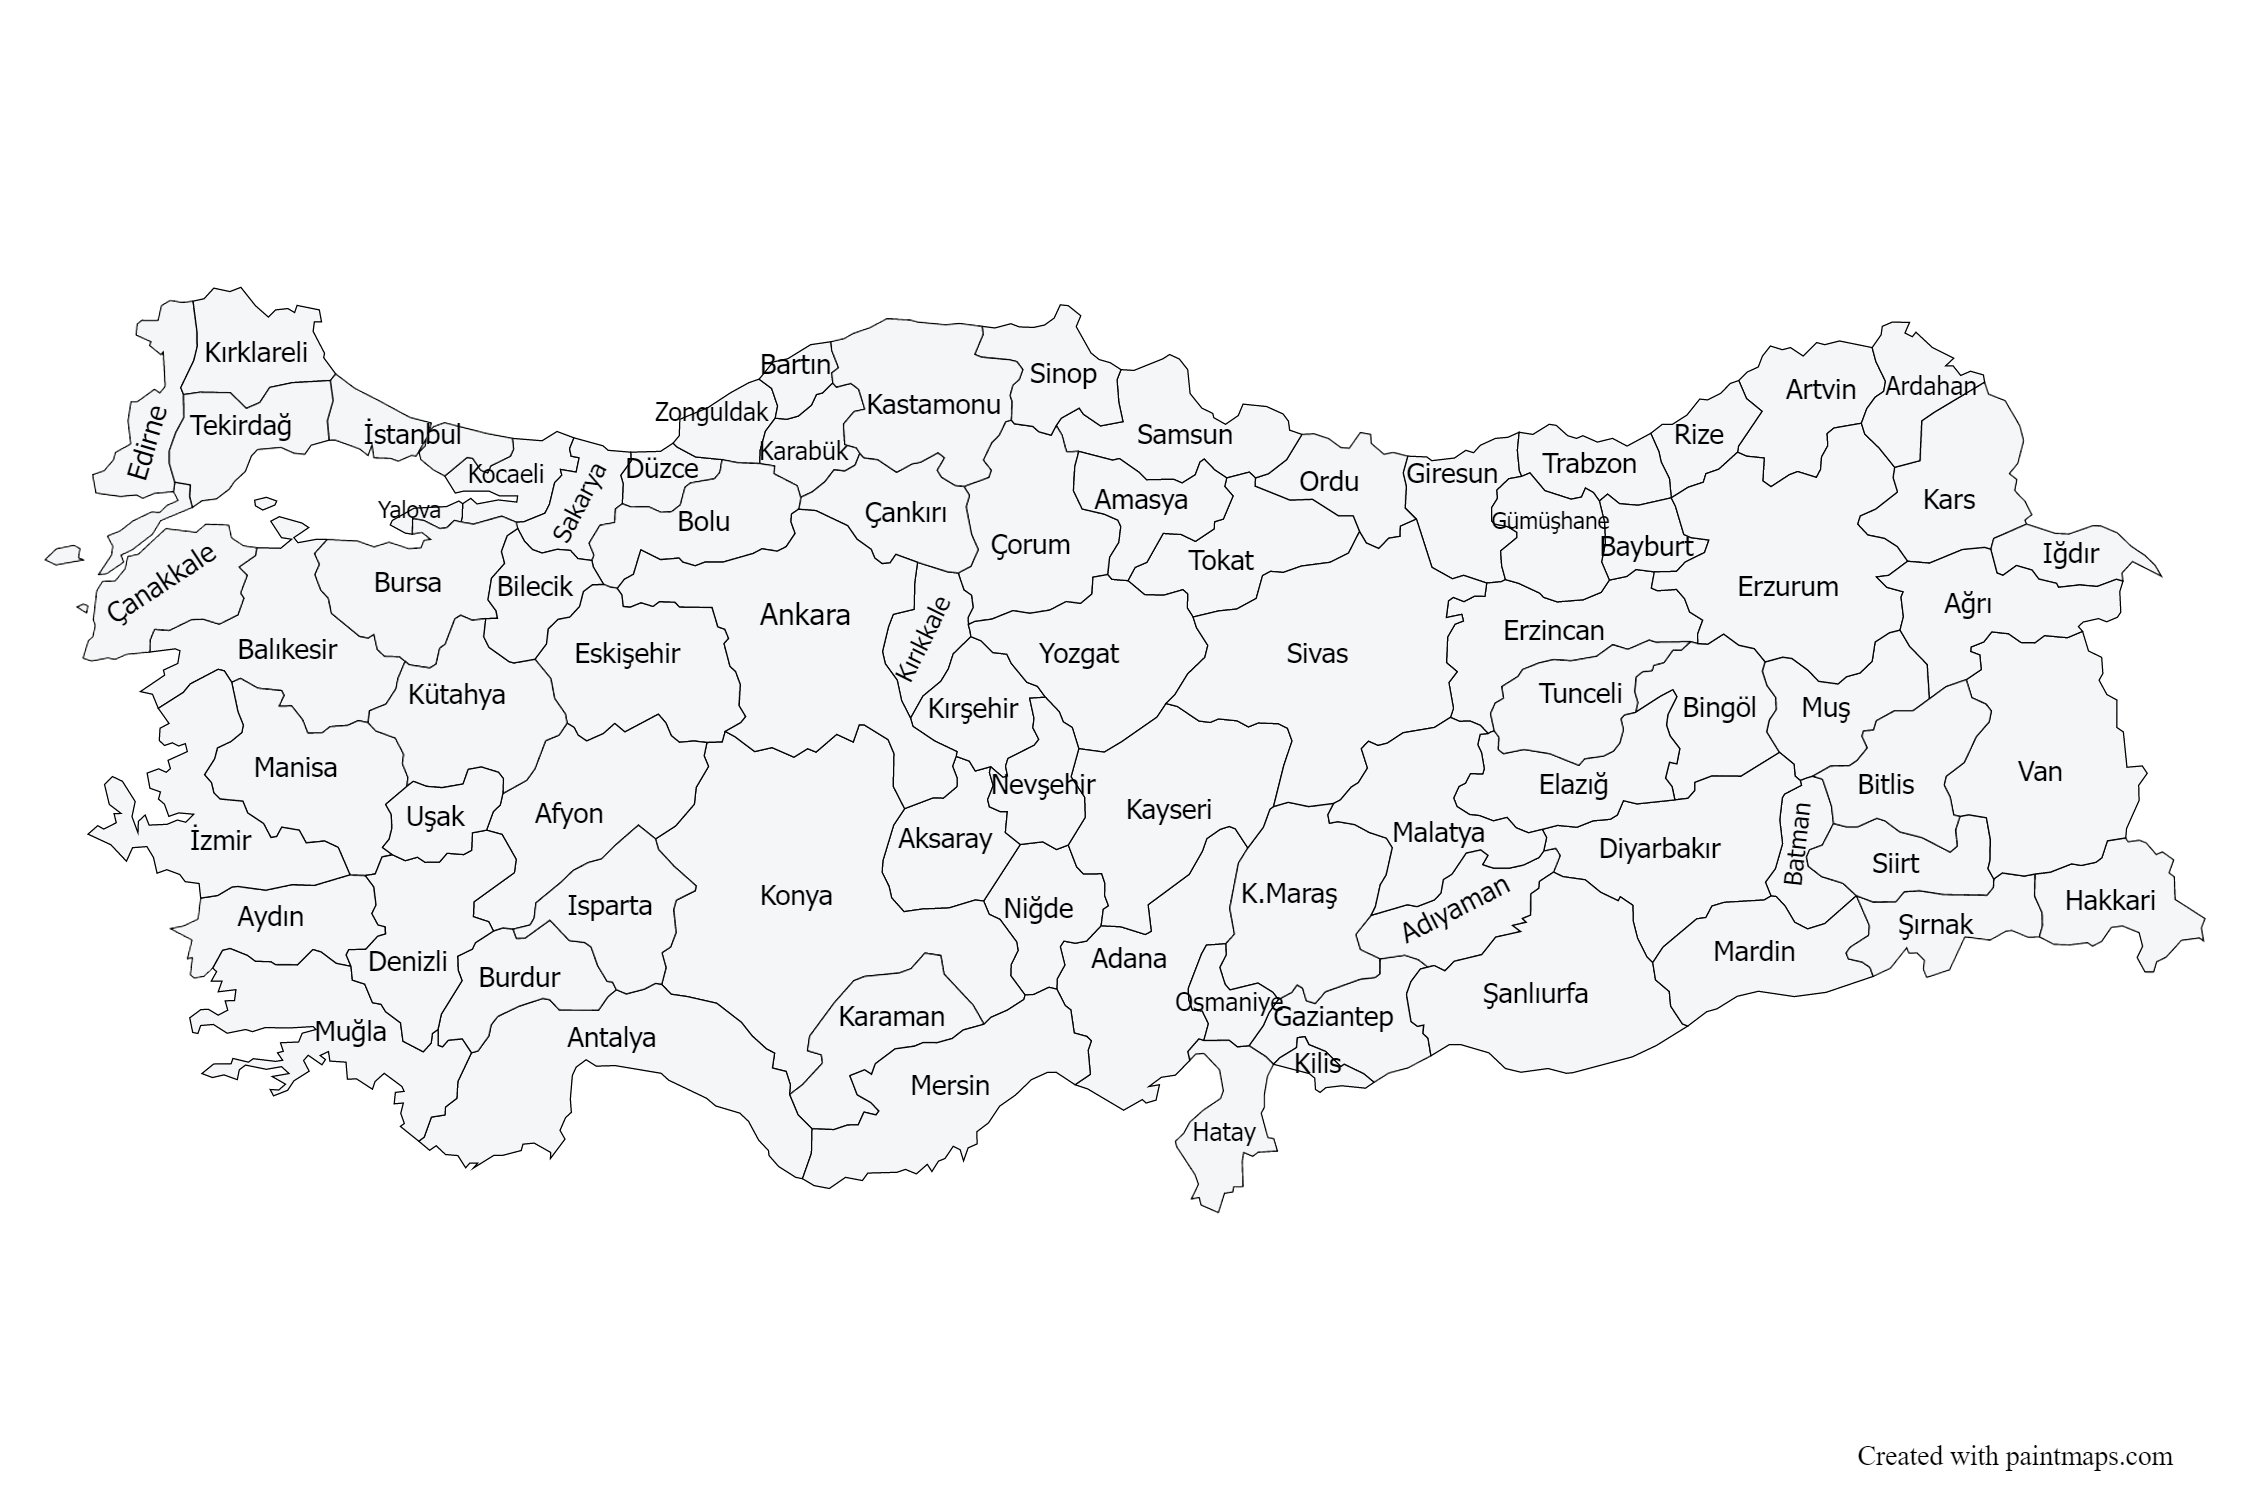 Kırklareli
Edirne
Tekirdağ
İstanbul
Kocaeli
Yalova
Sakarya
Düzce
Zonguldak
Bartın
Karabük
Kastamonu
Sinop
Samsun
Ordu
Giresun
Trabzon
Rize
Artvin
Ardahan
Kars
Iğdır
Ağrı
Erzurum
Bayburt
Gümüşhane
Tokat
Amasya
Çorum
Çankırı
Bolu
Bilecik
Bursa
Çanakkale
Balıkesir
Kütahya
Eskişehir
Ankara
Kırıkkale
Kırşehir
Yozgat
Sivas
Erzincan
Tunceli
Bingöl
Muş
Bitlis
Van
Elazığ
Malatya
Kayseri
Nevşehir
Aksaray
Niğde
Konya
Afyon
Uşak
Manisa
İzmir
Aydın
Denizli
Isparta
Burdur
Muğla
Antalya
Karaman
Mersin
Adana
K.Maraş
Adıyaman
Diyarbakır
Batman
Siirt
Şırnak
Hakkari
Mardin
Şanlıurfa
Gaziantep
Osmaniye
Kilis
Hatay
Created with paintmaps.com